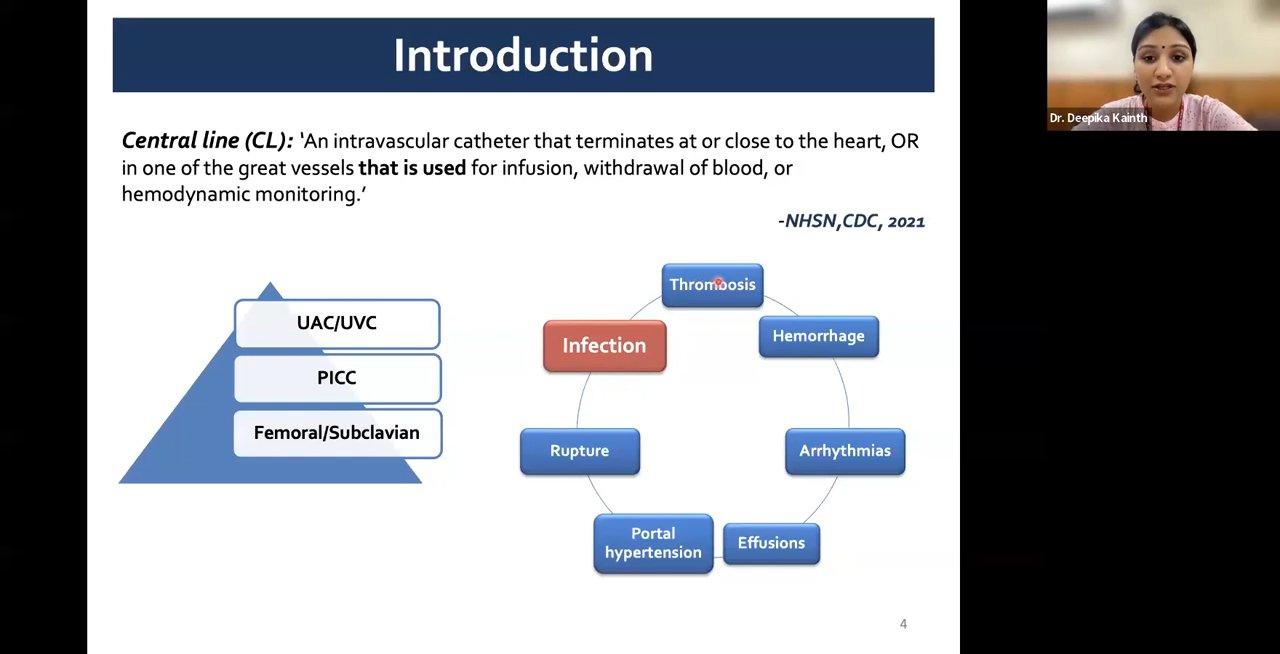 Introduction
Central line (CL): ‘An intravascular catheter that terminates at or close to the heart, OR
in one of the great vessels that is used for infusion, withdrawal of blood, or
hemodynamic monitoring.’
-NHSN,CDC, 2021
UAC/UVC
PICC
Femoral/Subclavian
Thrombosis
Hemorrhage
Arrhythmias
Effusions
Portal
hypertension
Rupture
Infection
4
Dr. Deepika Kainth